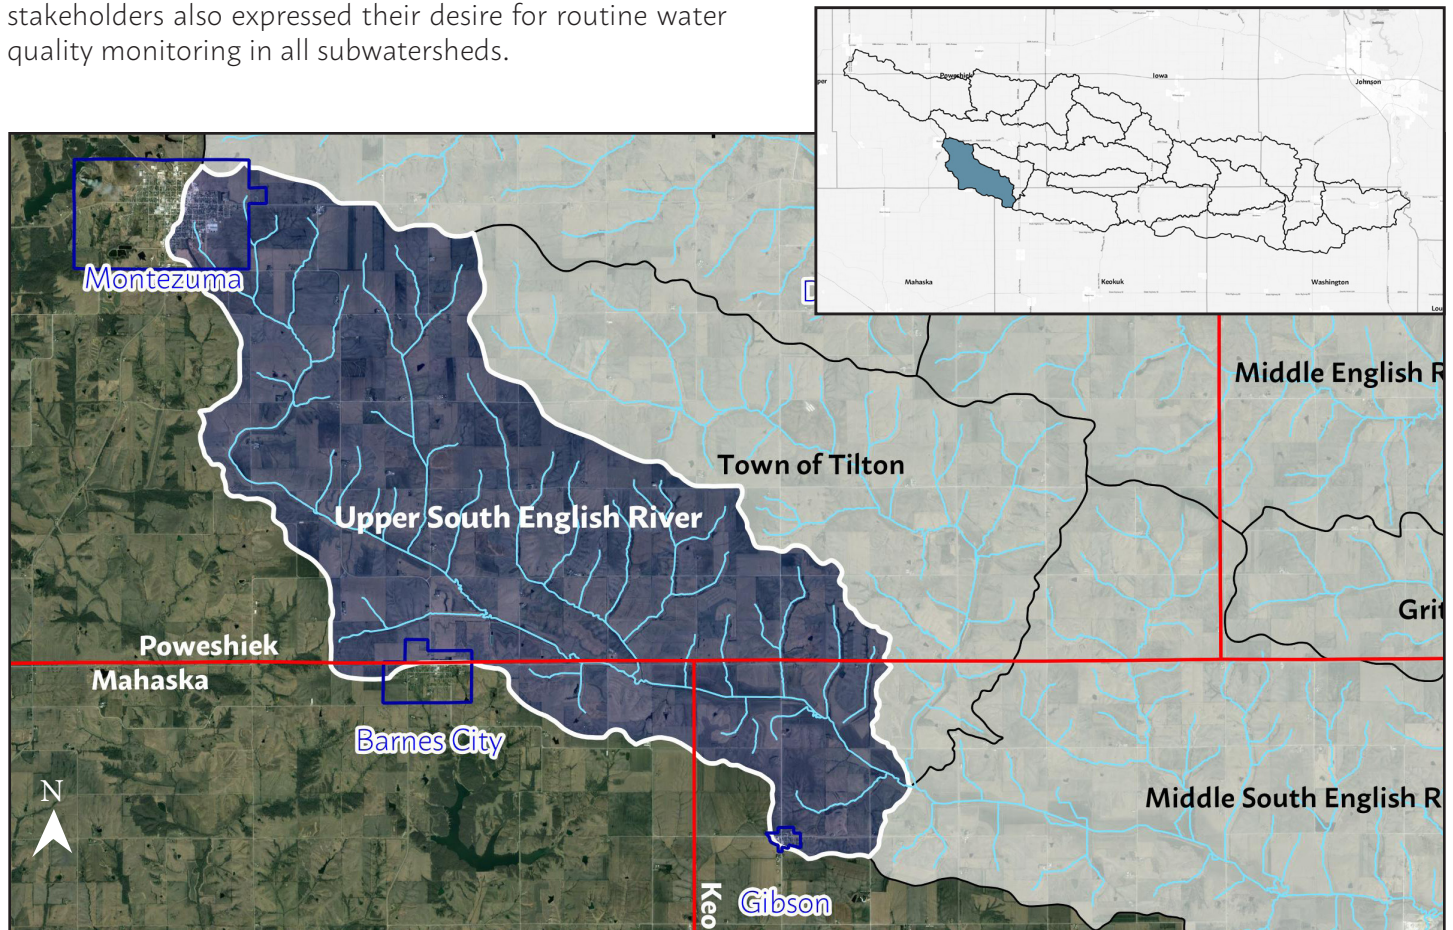 stakeholders also expressed their desire for routine water
quality monitoring in all subwatersheds.
per
Poweshiek
Iowa
Johnson
Mahaska
Keokuk
Washington
Lou
Montezuma
Middle English R
Town of Tilton
Upper South English River
Grit
Poweshiek
Mahaska
Barnes City
N
Middle South English R
Keo
Gibson